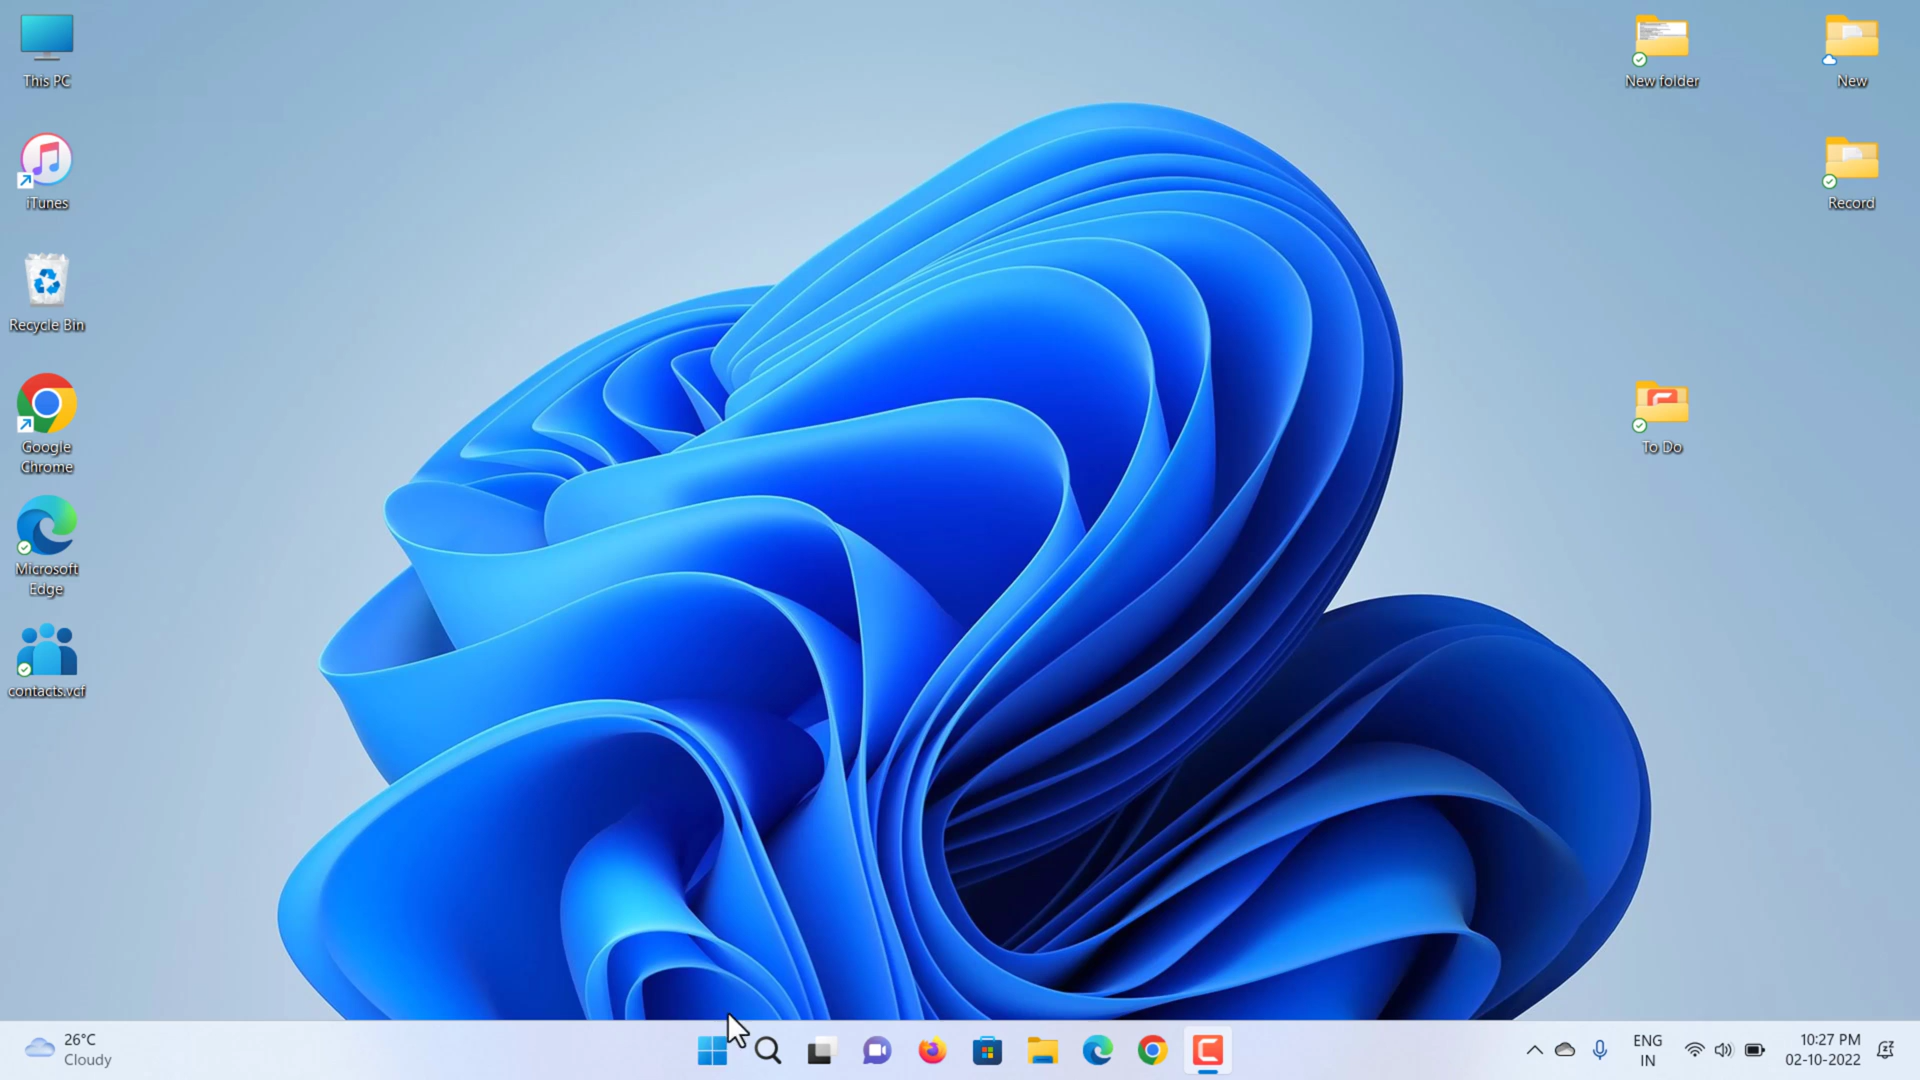 This PC
iTunes
Recycle Bin
Google
Chrome
Microsoft
Edge
contacts.vcf
New folder
New
Record
To Do
26°C
Cloudy
ENG
IN
10:27 PM
02-10-2022